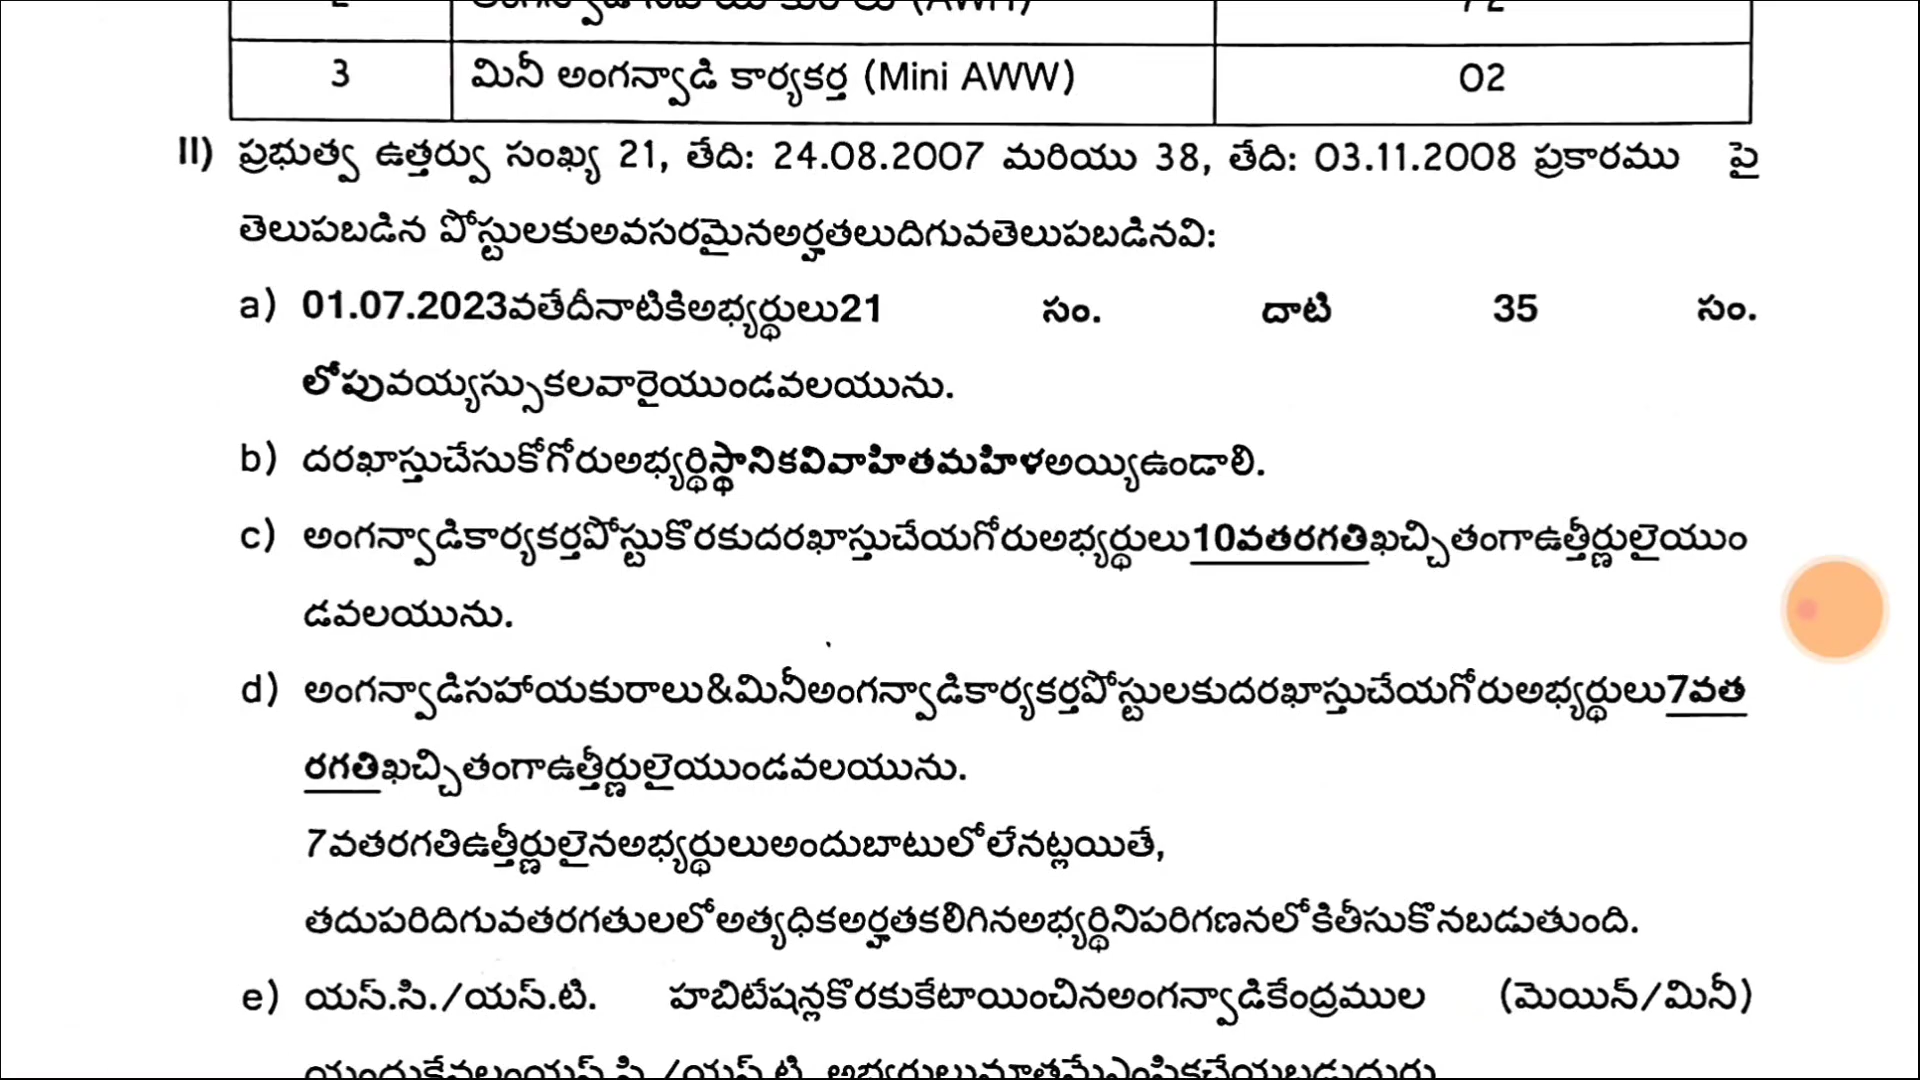 3 మినీ అంగన్వాడి కార్యకర్త (Mini AWW) 02
II) ప్రభుత్వ ఉత్తర్వు సంఖ్య 21, తేది: 24.08.2007 మరియు 38, తేది: 03.11.2008 ప్రకారము పై
తెలుపబడిన పోస్టులకుఅవసరమైనఅర్హతలుదిగువతెలుపబడినవి:
a) 01.07.2023వతేదీనాటికిఅభ్యర్థులు21 సం. దాటి 35 సం.
లోపువయ్యస్సుకలవారైయుండవలయును.
b) దరఖాస్తుచేసుకోగోరుఅభ్యర్థిస్థానికవివాహితమహిళఅయ్యిఉండాలి.
c) అంగన్వాడికార్యకర్తపోస్టుకొరకుదరఖాస్తుచేయగోరుఅభ్యర్థులు10వతరగతిఖచ్చితంగాఉత్తీర్ణులైయుం
డవలయును.
d) అంగన్వాడిసహాయకురాలు&మినీఅంగన్వాడికార్యకర్తపోస్టులకుదరఖాస్తుచేయగోరుఅభ్యర్థులు7వత
రగతిఖచ్చితంగాఉత్తీర్ణులైయుండవలయును.
7వతరగతిఉత్తీర్ణులైనఅభ్యర్థులుఅందుబాటులోలేనట్లయితే,
తదుపరిదిగువతరగతులలోఅత్యధికఅర్హతకలిగినఅభ్యర్థినిపరిగణనలోకితీసుకొనబడుతుంది.
e) యస్.సి./యస్.టి. హబిటేషన్లకొరకుకేటాయించినఅంగన్వాడికేంద్రముల (మెయిన్/మినీ)